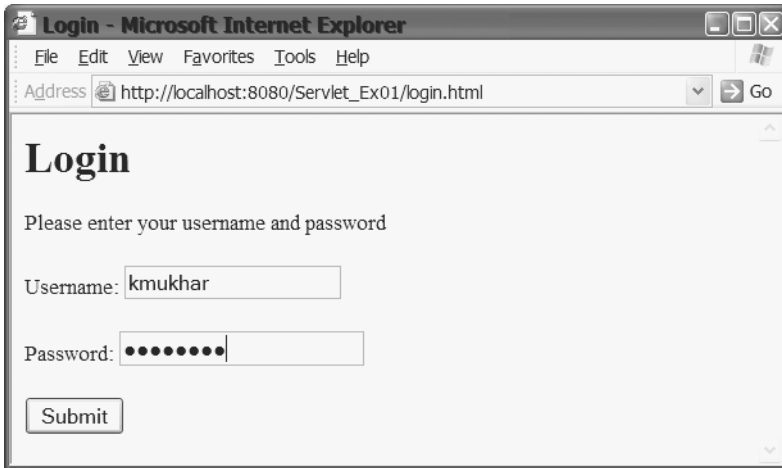 Login - Microsoft Internet Explorer
File Edit View Favorites Tools Help
Address http://localhost:8080/Servlet_Ex01/login.html Go
Login
Please enter your username and password
Username: kmukhar
Password: ●●●●●●●●
Submit